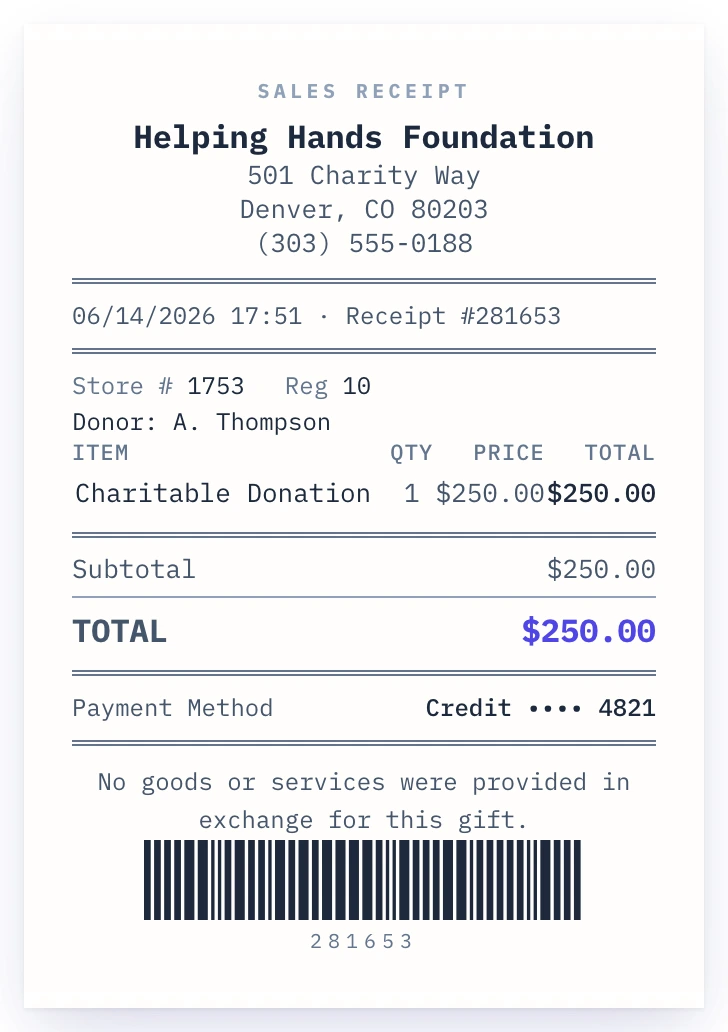 SALES RECEIPT
Helping Hands Foundation
501 Charity Way
Denver, CO 80203
(303) 555-0188
06/14/2026 17:51 · Receipt #281653
Store # 1753 Reg 10
Donor: A. Thompson
ITEM QTY PRICE TOTAL
Charitable Donation 1 $250.00 $250.00
Subtotal $250.00
TOTAL $250.00
Payment Method Credit •••• 4821
No goods or services were provided in
exchange for this gift.
281653